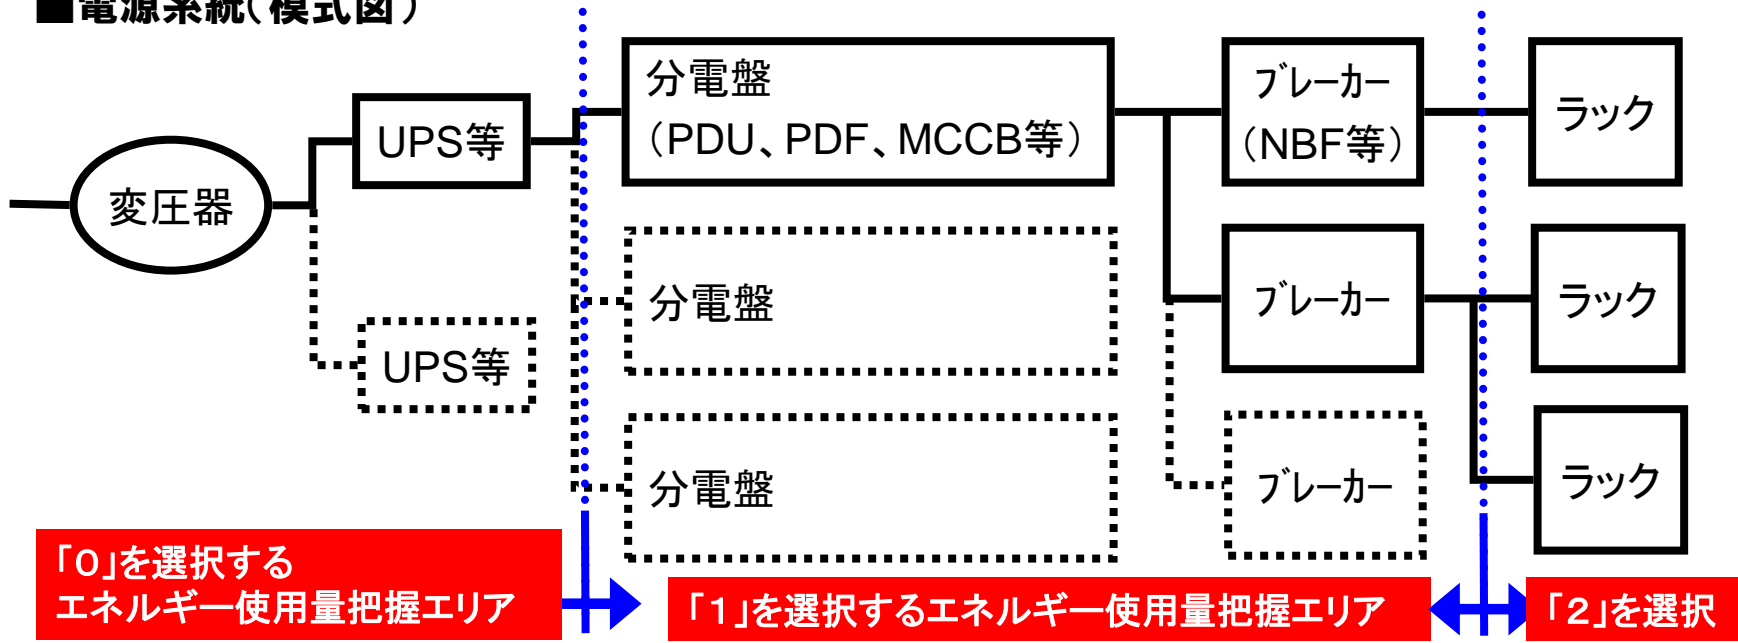 ■電源系統(模式図)
分電盤
(PDU、PDF、MCCB等)
ブレーカー
(NBF等)
ラック
UPS等
変圧器
分電盤
ブレーカー
ラック
UPS等
分電盤
ブレーカー
ラック
「0」を選択する
エネルギー使用量把握エリア
「1」を選択するエネルギー使用量把握エリア
「2」を選択